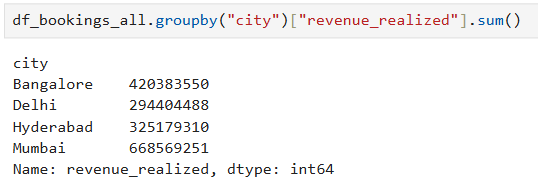 df_bookings_all.groupby("city")["revenue_realized"].sum()
city
Bangalore    420383550
Delhi        294404488
Hyderabad    325179310
Mumbai       668569251
Name: revenue_realized, dtype: int64